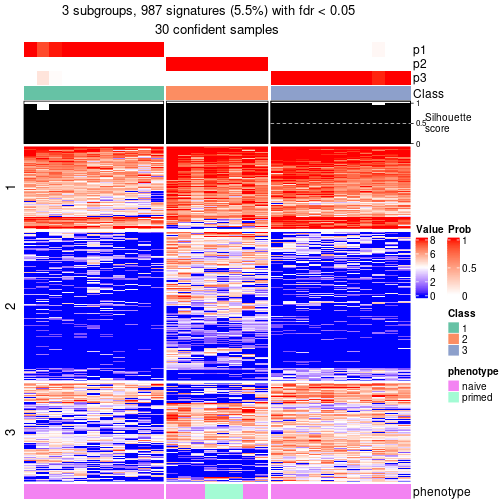 3 subgroups, 987 signatures (5.5%) with fdr < 0.05
30 confident samples
p1
p2
p3
Class
1
0.5
0
Silhouette
score
1
2
3
Value
8
6
4
2
0
Prob
1
0.5
0
Class
1
2
3
phenotype
naive
primed
phenotype